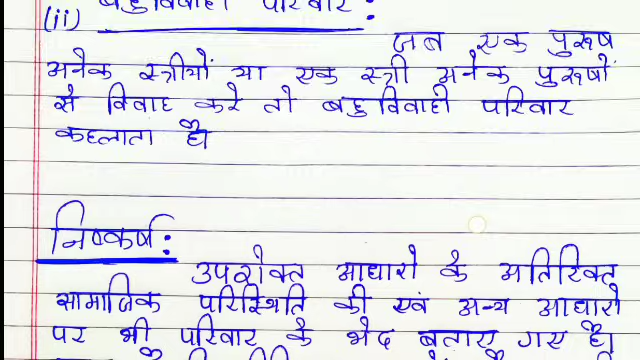 (ii) बहुविवाही परिवार :
जब एक पुरूष
अनेक स्त्रीयों या एक स्त्री अनेक पुरूषों
से विवाह करे तो बहुविवाही परिवार
कहलाता है।
निष्कर्ष :
उपरोक्त आधारो के अतिरिक्त
सामाजिक परिस्थिति की एवं अन्य आधारो
पर भी परिवार के भेद बताए गए है।